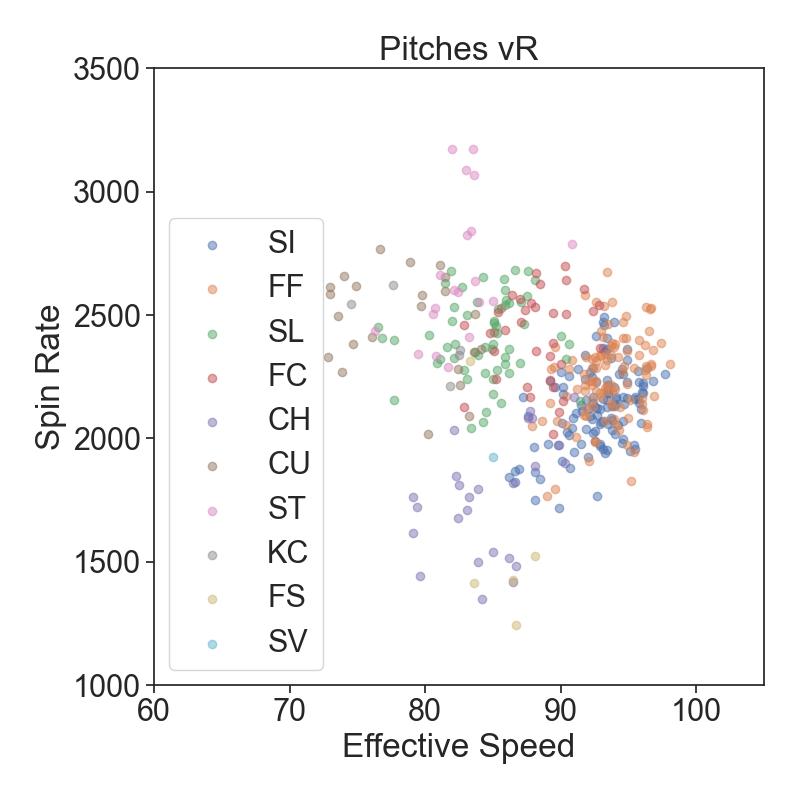 Pitches vR
3500
3000
2500
2000
1500
1000
Spin Rate
SI
FF
SL
FC
CH
CU
ST
KC
FS
SV
60 70 80 90 100
Effective Speed